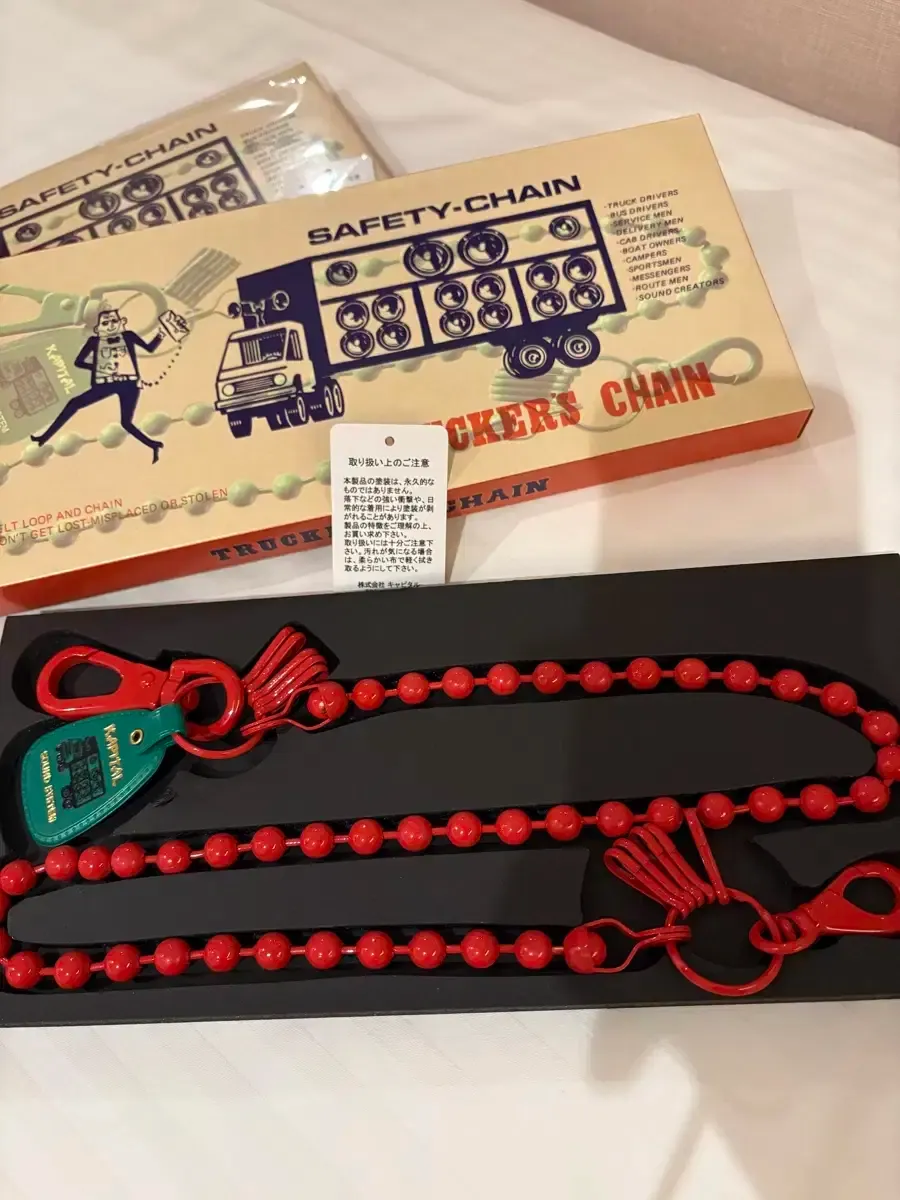 SAFETY-CHAIN
SAFETY-CHAIN
-TRUCK DRIVERS
-BUS DRIVERS
-SERVICE MEN
-DELIVERY MEN
-CAB DRIVERS
-BOAT OWNERS
-CAMPERS
-SPORTSMEN
-MESSENGERS
-ROUTE MEN
-SOUND CREATORS
KAPITAL
CKER'S CHAIN
ELT LOOP AND CHAIN
ON'T GET LOST, MISPLACED OR STOLEN
TRUCK
CHAIN
取り扱い上のご注意
本製品の塗装は、永久的な
ものではありません。
落下などの強い衝撃や、日
常的な着用により塗装が剥
がれることがあります。
製品の特徴をご理解の上、
お買い求め下さい。
取り扱いには十分ご注意下
さい。汚れが気になる場合
は、柔らかい布で軽く拭き
取るようにして下さい。
株式会社 キャピタル
KAPITAL
SOUND SYSTEM